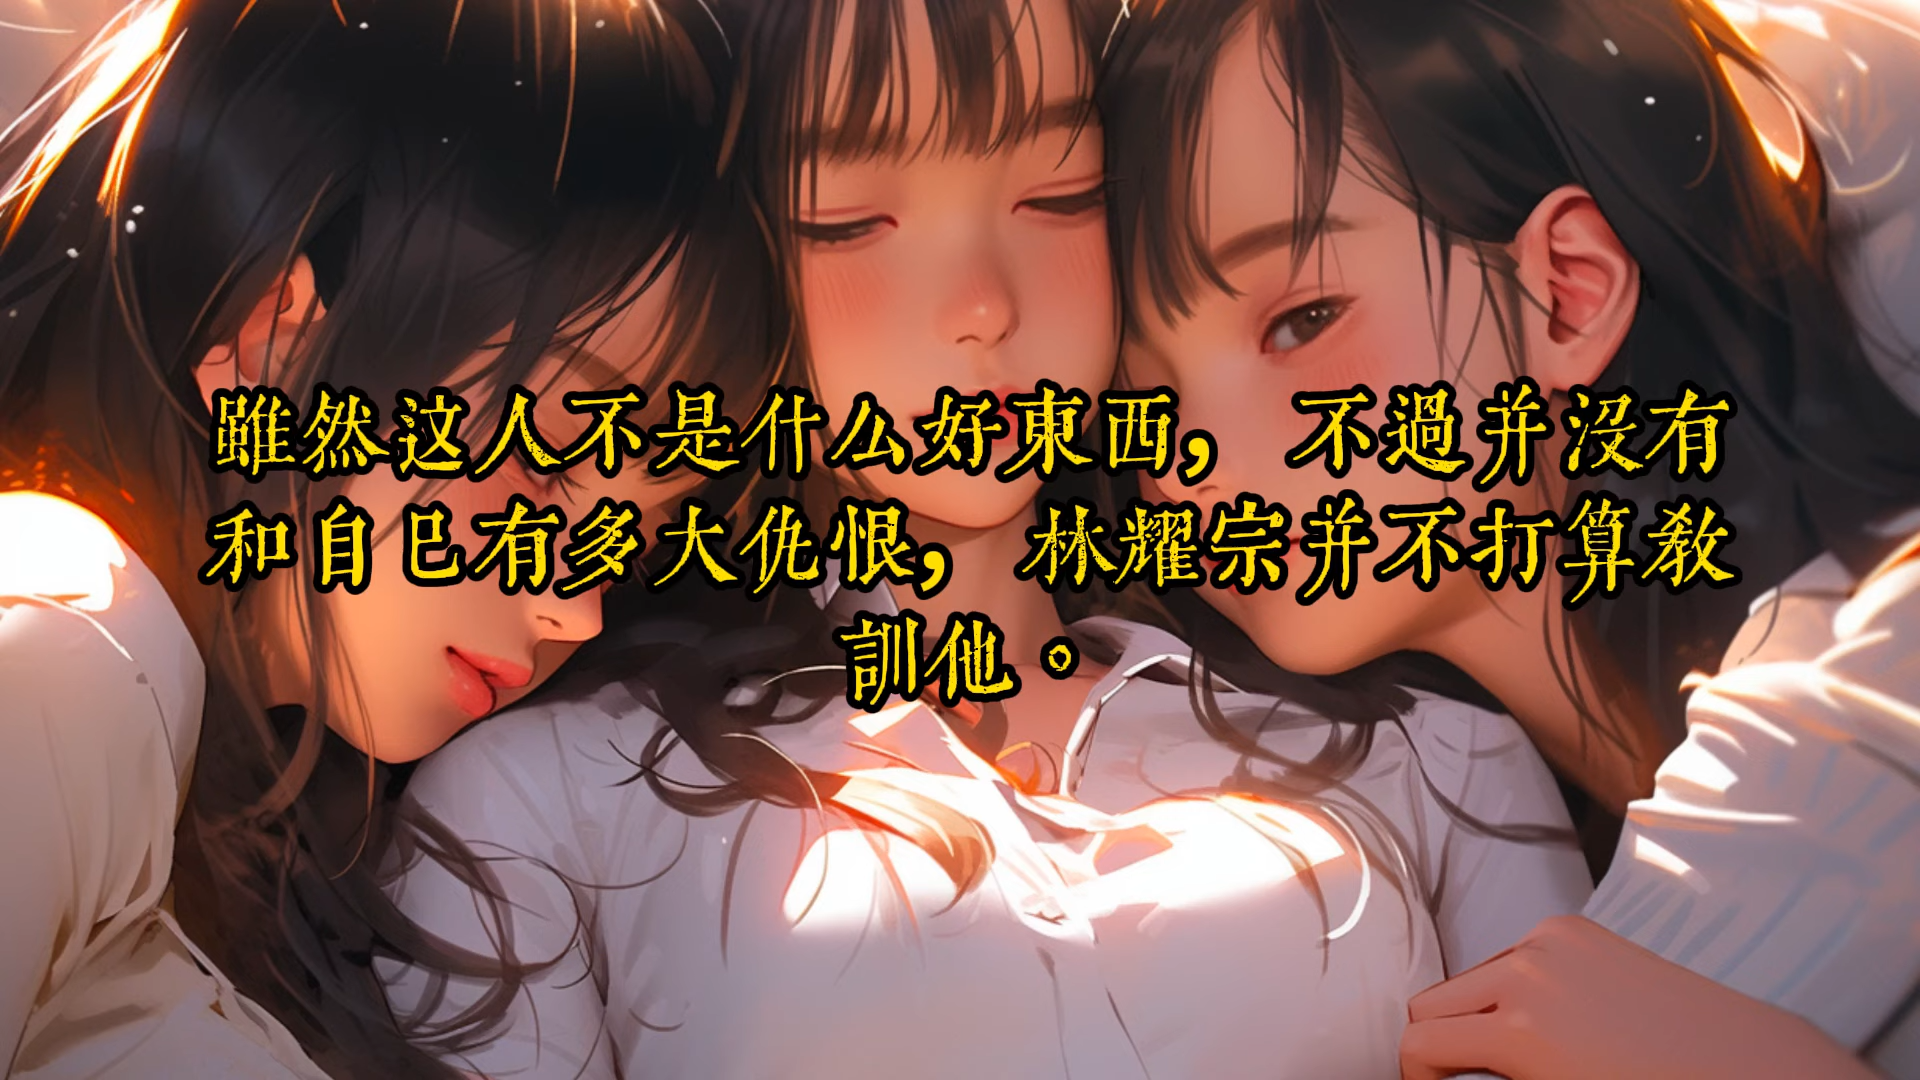 雖然这人不是什么好東西，不過并没有
和自已有多大仇恨，林耀宗并不打算教
訓他。